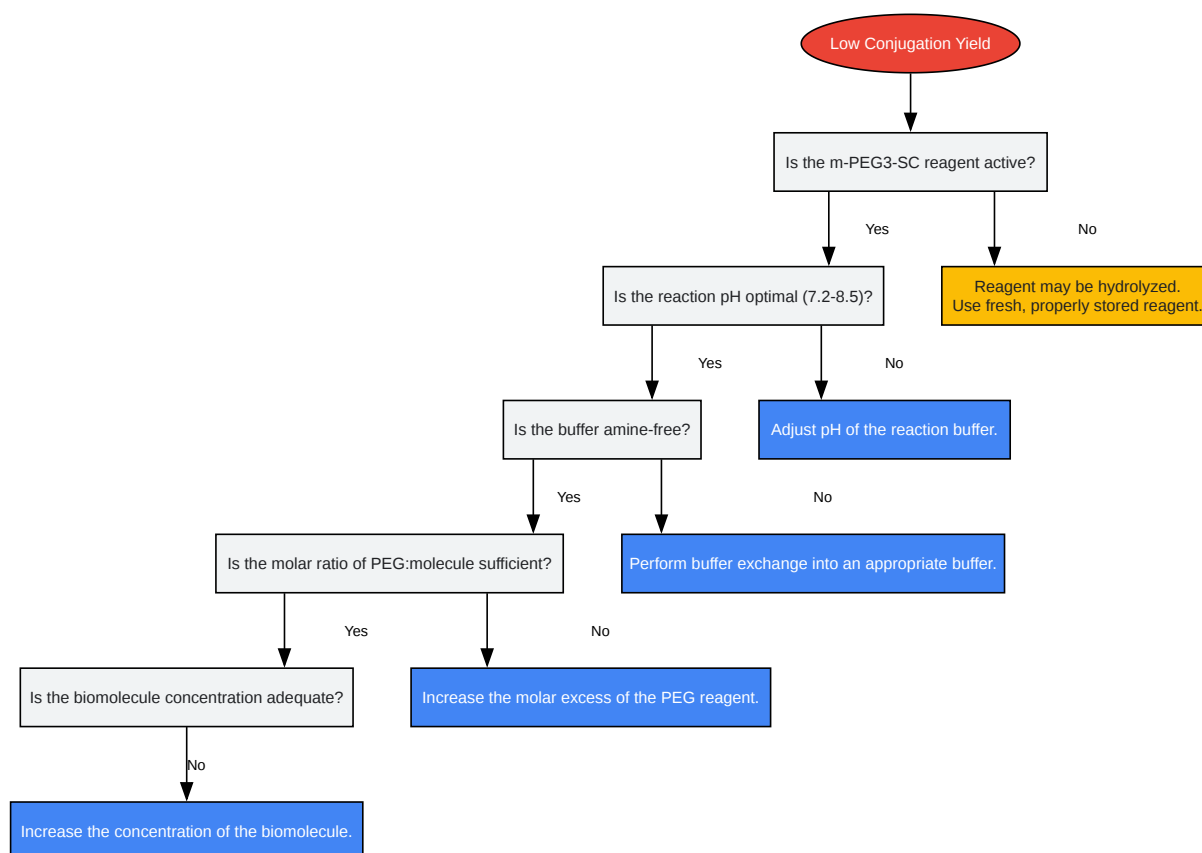 Low Conjugation Yield
Is the m-PEG3-SC reagent active?
Yes
No
Is the reaction pH optimal (7.2-8.5)?
Reagent may be hydrolyzed.
Use fresh, properly stored reagent.
Yes
No
Is the buffer amine-free?
Adjust pH of the reaction buffer.
Yes
No
Is the molar ratio of PEG:molecule sufficient?
Perform buffer exchange into an appropriate buffer.
Yes
No
Is the biomolecule concentration adequate?
Increase the molar excess of the PEG reagent.
No
Increase the concentration of the biomolecule.